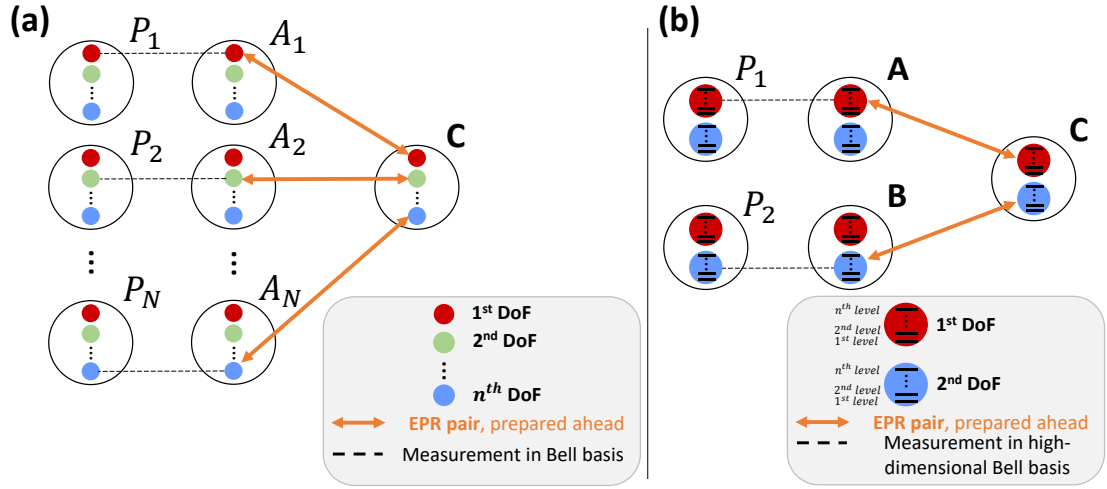 (a)
P₁
A₁
P₂
A₂
C
P_N
A_N
1ˢᵗ DoF
2ⁿᵈ DoF
nᵗʰ DoF
EPR pair, prepared ahead
Measurement in Bell basis
(b)
P₁
A
C
P₂
B
nᵗʰ level
2ⁿᵈ level
1ˢᵗ level
1ˢᵗ DoF
nᵗʰ level
2ⁿᵈ level
1ˢᵗ level
2ⁿᵈ DoF
EPR pair, prepared ahead
Measurement in high-
dimensional Bell basis